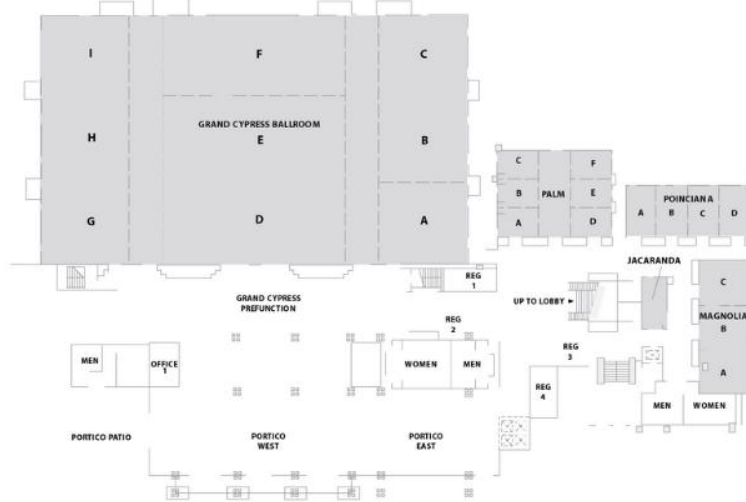 I
F
C
GRAND CYPRESS BALLROOM
H
E
B
G
D
A
C
F
B
PALM
E
A
D
POINCIANA
A
B
C
D
JACARANDA
REG
1
UP TO LOBBY
C
MAGNOLIA
B
A
GRAND CYPRESS
PREFUNCTION
REG
2
REG
3
REG
4
MEN
OFFICE
1
WOMEN
MEN
MEN
WOMEN
PORTICO PATIO
PORTICO
WEST
PORTICO
EAST